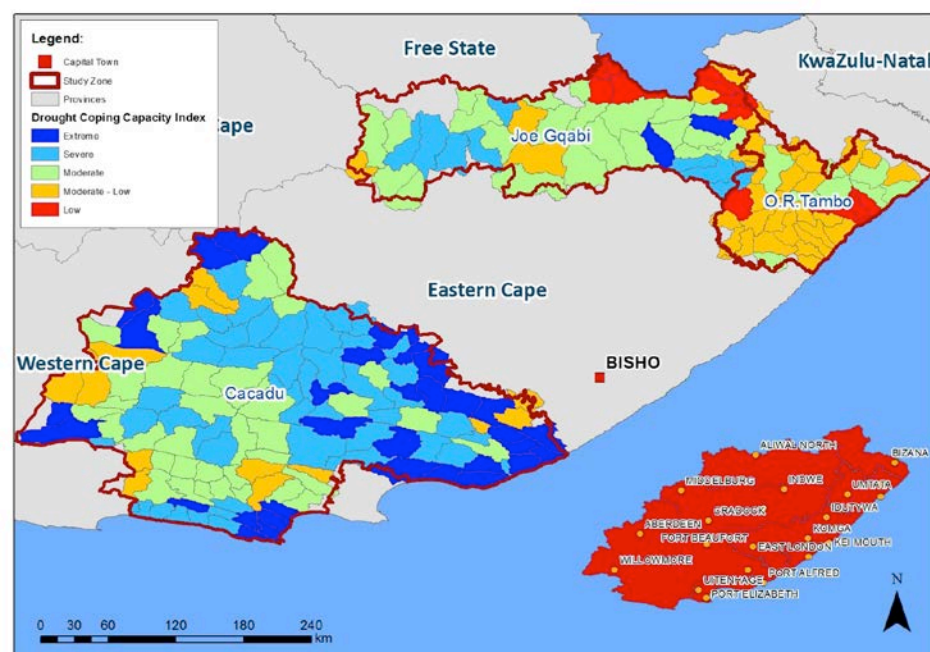 Legend:
Capital Town
Study Zone
Provinces
Drought Coping Capacity Index
Extreme
Severe
Moderate
Moderate - Low
Low
Free State
KwaZulu-Natal
Cape
Joe Gqabi
O.R.Tambo
Eastern Cape
Western Cape
Cacadu
BISHO
ALIWAL NORTH
BIZANA
MIDDELBURG
INDWE
UMTATA
CRADOCK
IDUTYWA
ABERDEEN
KOMGA
FORT BEAUFORT
EAST LONDON
KEI MOUTH
WILLOWMORE
PORT ALFRED
UITENHAGE
PORT ELIZABETH
N
0 30 60 120 180 240
km